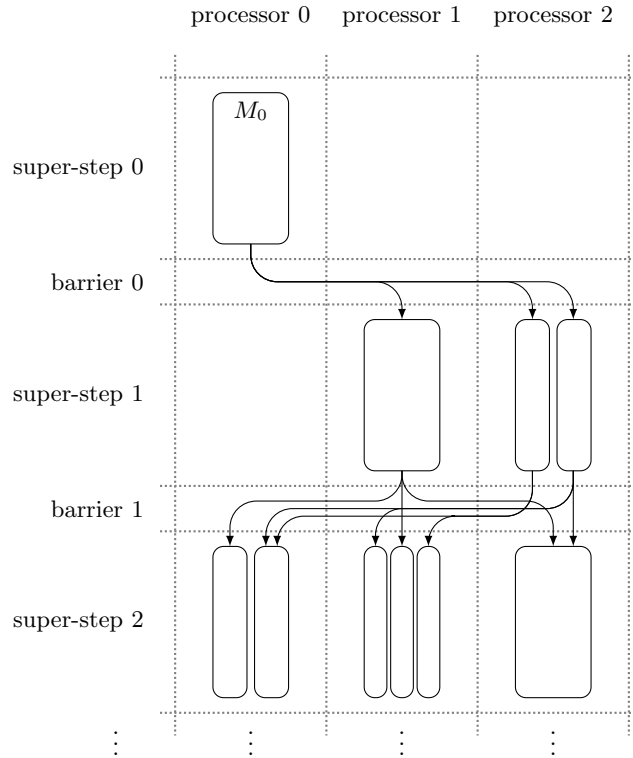 processor 0 processor 1 processor 2
M₀
super-step 0
barrier 0
super-step 1
barrier 1
super-step 2
⋮ ⋮ ⋮ ⋮